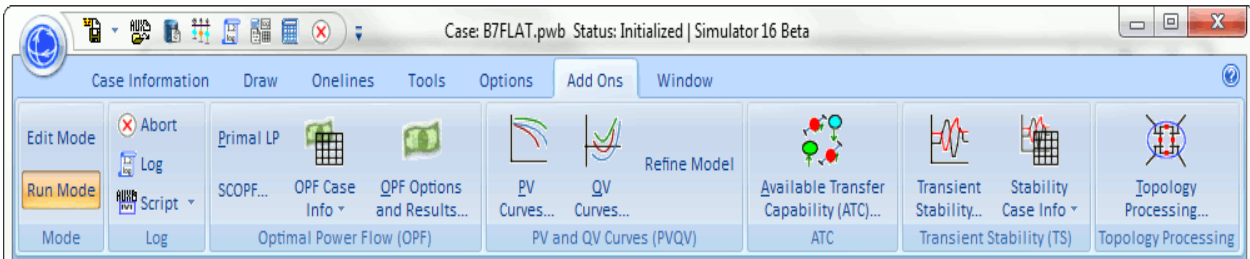 Case: B7FLAT.pwb Status: Initialized | Simulator 16 Beta
Case Information Draw Onelines Tools Options Add Ons Window
Edit Mode
Run Mode
Mode
Abort
Log
Script
Log
Primal LP
SCOPF...
OPF Case
Info
OPF Options
and Results...
Optimal Power Flow (OPF)
PV
Curves...
QV
Curves...
Refine Model
PV and QV Curves (PVQV)
Available Transfer
Capability (ATC)...
ATC
Transient
Stability...
Stability
Case Info
Transient Stability (TS)
Topology
Processing...
Topology Processing